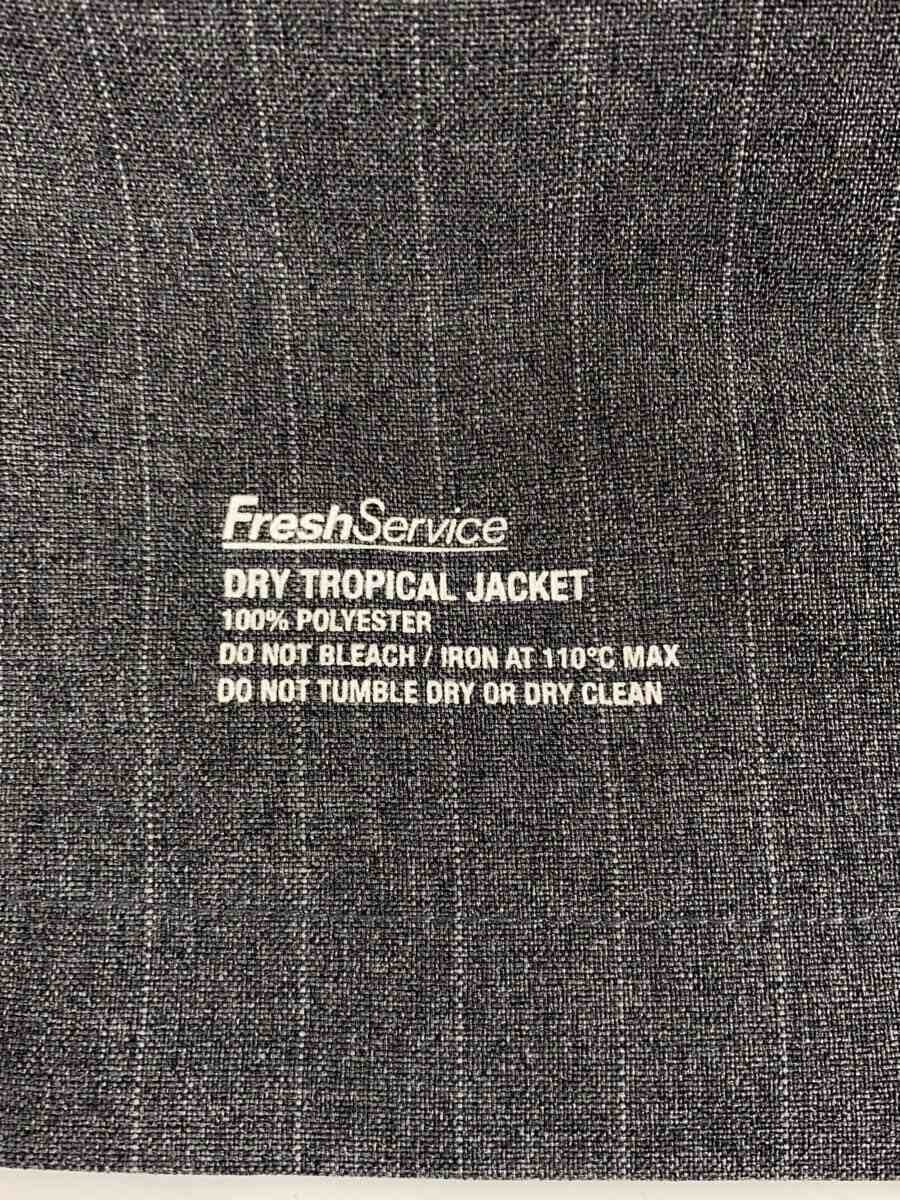 FreshService
DRY TROPICAL JACKET
100% POLYESTER
DO NOT BLEACH / IRON AT 110°C MAX
DO NOT TUMBLE DRY OR DRY CLEAN